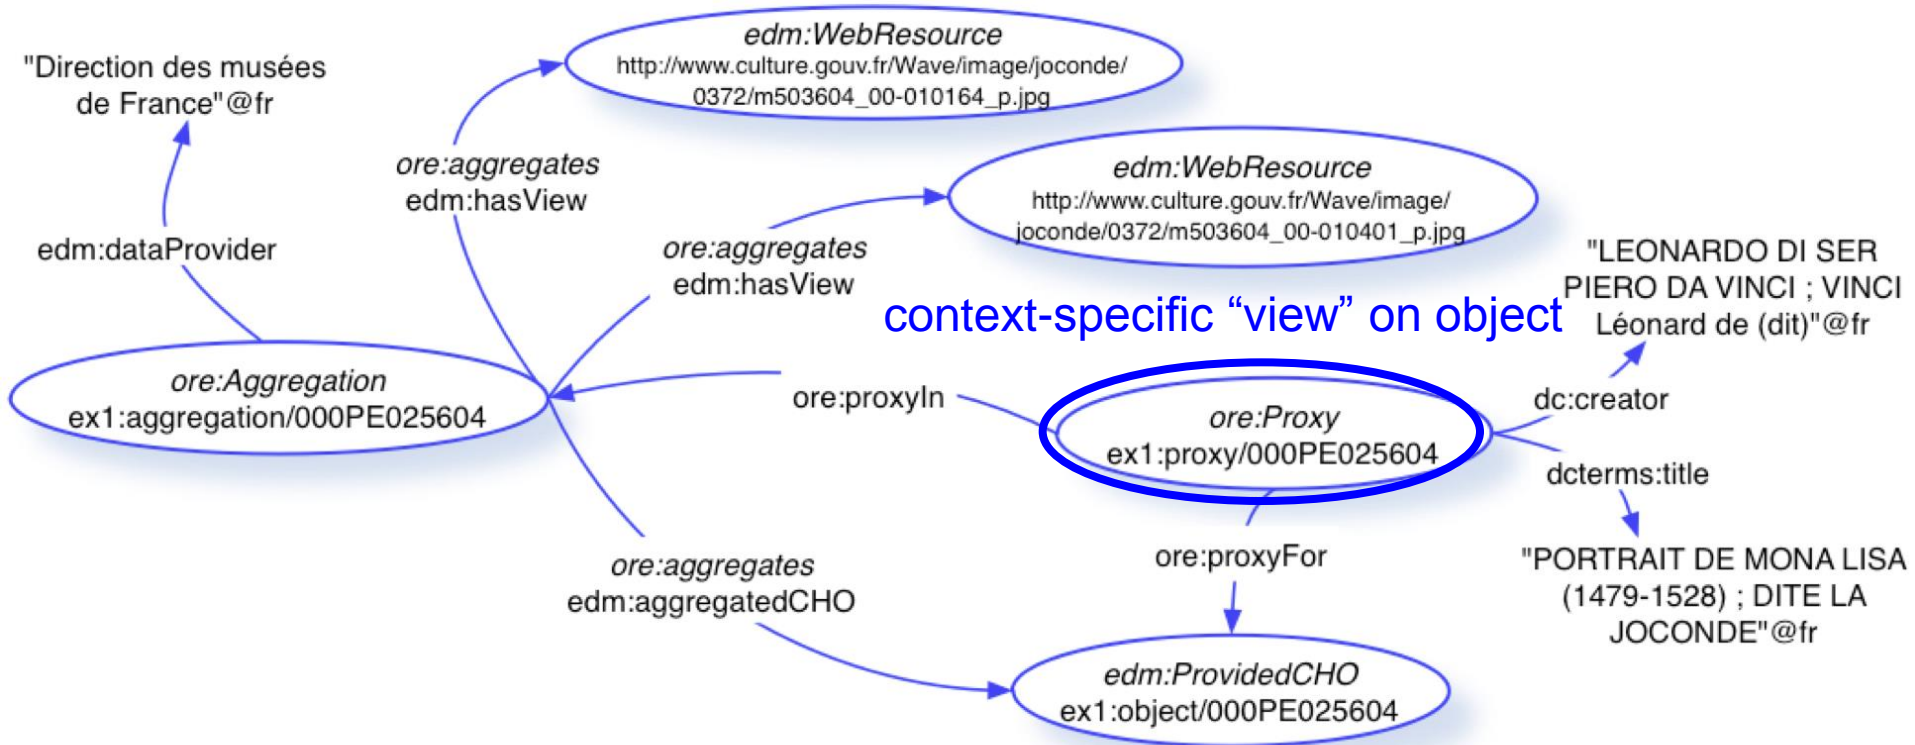 "Direction des musées
de France"@fr
edm:WebResource
http://www.culture.gouv.fr/Wave/image/joconde/
0372/m503604_00-010164_p.jpg
ore:aggregates
edm:hasView
edm:WebResource
http://www.culture.gouv.fr/Wave/image/
joconde/0372/m503604_00-010401_p.jpg
edm:dataProvider
ore:aggregates
edm:hasView
"LEONARDO DI SER
PIERO DA VINCI ; VINCI
Léonard de (dit)"@fr
context-specific “view” on object
ore:Aggregation
ex1:aggregation/000PE025604
ore:proxyIn
ore:Proxy
ex1:proxy/000PE025604
dc:creator
dcterms:title
ore:aggregates
edm:aggregatedCHO
ore:proxyFor
"PORTRAIT DE MONA LISA
(1479-1528) ; DITE LA
JOCONDE"@fr
edm:ProvidedCHO
ex1:object/000PE025604